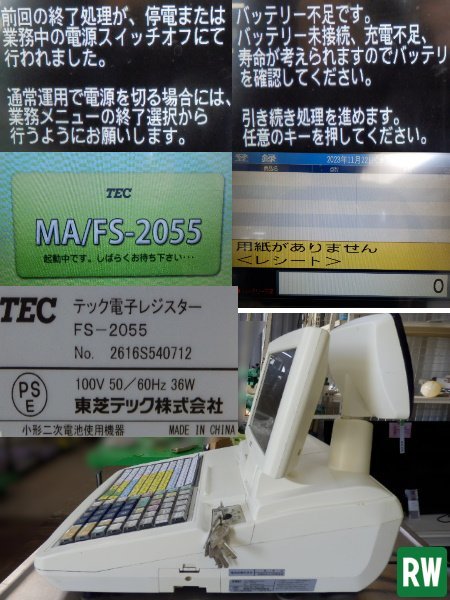 前回の終了処理が、停電または
業務中の電源スイッチオフにて
行われました。
通常運用で電源を切る場合には、
業務メニューの終了選択から
行うようにお願いします。
バッテリー不足です。
バッテリー未接続、充電不足、
寿命が考えられますのでバッテリ
を確認してください。
引き続き処理を進めます。
任意のキーを押してください。
TEC
MA/FS-2055
起動中です。しばらくお待ち下さい…
登 録
2023年11月22日
用紙がありません
<レシート>
0
TEC テック電子レジスター
FS-2055
No. 2616S540712
PS
E
100V 50/60Hz 36W
東芝テック株式会社
小形二次電池使用機器 MADE IN CHINA
RW